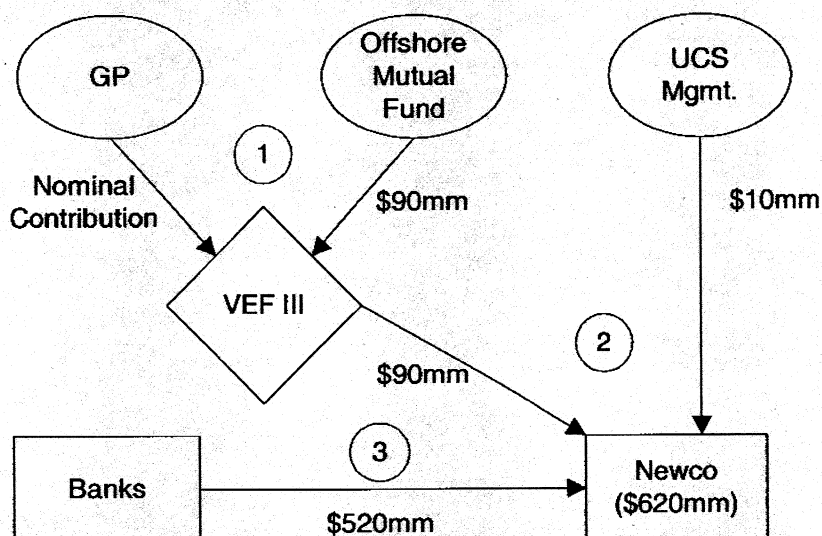 GP
Offshore
Mutual
Fund
UCS
Mgmt.
1
Nominal
Contribution
$90mm
$10mm
VEF III
2
$90mm
3
Banks
$520mm
Newco
($620mm)